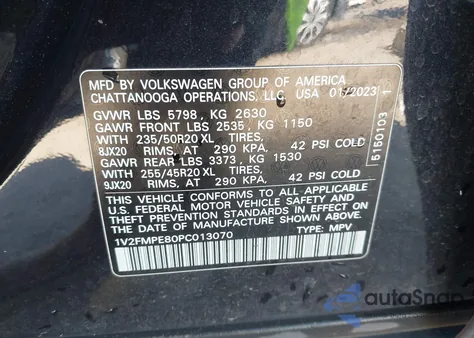 MFD BY VOLKSWAGEN GROUP OF AMERICA
CHATTANOOGA OPERATIONS, LLC, USA 01/2023
GVWR LBS 5798, KG 2630
GAWR FRONT LBS 2535, KG 1150
WITH 235/50R20 XL TIRES,
8JX20 RIMS, AT 290 KPA, 42 PSI COLD
GAWR REAR LBS 3373, KG 1530
WITH 255/45R20 XL TIRES,
9JX20 RIMS, AT 290 KPA, 42 PSI COLD
THIS VEHICLE CONFORMS TO ALL APPLICABLE
U.S. FEDERAL MOTOR VEHICLE SAFETY AND
THEFT PREVENTION STANDARDS IN EFFECT ON
THE DATE OF MANUFACTURE SHOWN ABOVE.
1V2FMPE80PC013070 TYPE: MPV
5150103
autoSnap